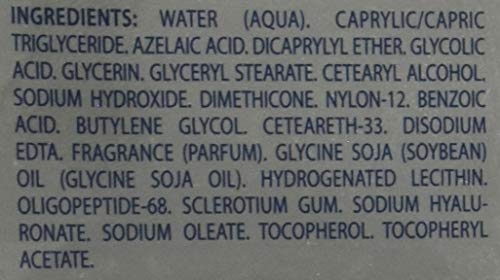 INGREDIENTS: WATER (AQUA). CAPRYLIC/CAPRIC
TRIGLYCERIDE. AZELAIC ACID. DICAPRYLYL ETHER. GLYCOLIC
ACID. GLYCERIN. GLYCERYL STEARATE. CETEARYL ALCOHOL.
SODIUM HYDROXIDE. DIMETHICONE. NYLON-12. BENZOIC
ACID. BUTYLENE GLYCOL. CETEARETH-33. DISODIUM
EDTA. FRAGRANCE (PARFUM). GLYCINE SOJA (SOYBEAN)
OIL (GLYCINE SOJA OIL). HYDROGENATED LECITHIN.
OLIGOPEPTIDE-68. SCLEROTIUM GUM. SODIUM HYALU-
RONATE. SODIUM OLEATE. TOCOPHEROL. TOCOPHERYL
ACETATE.